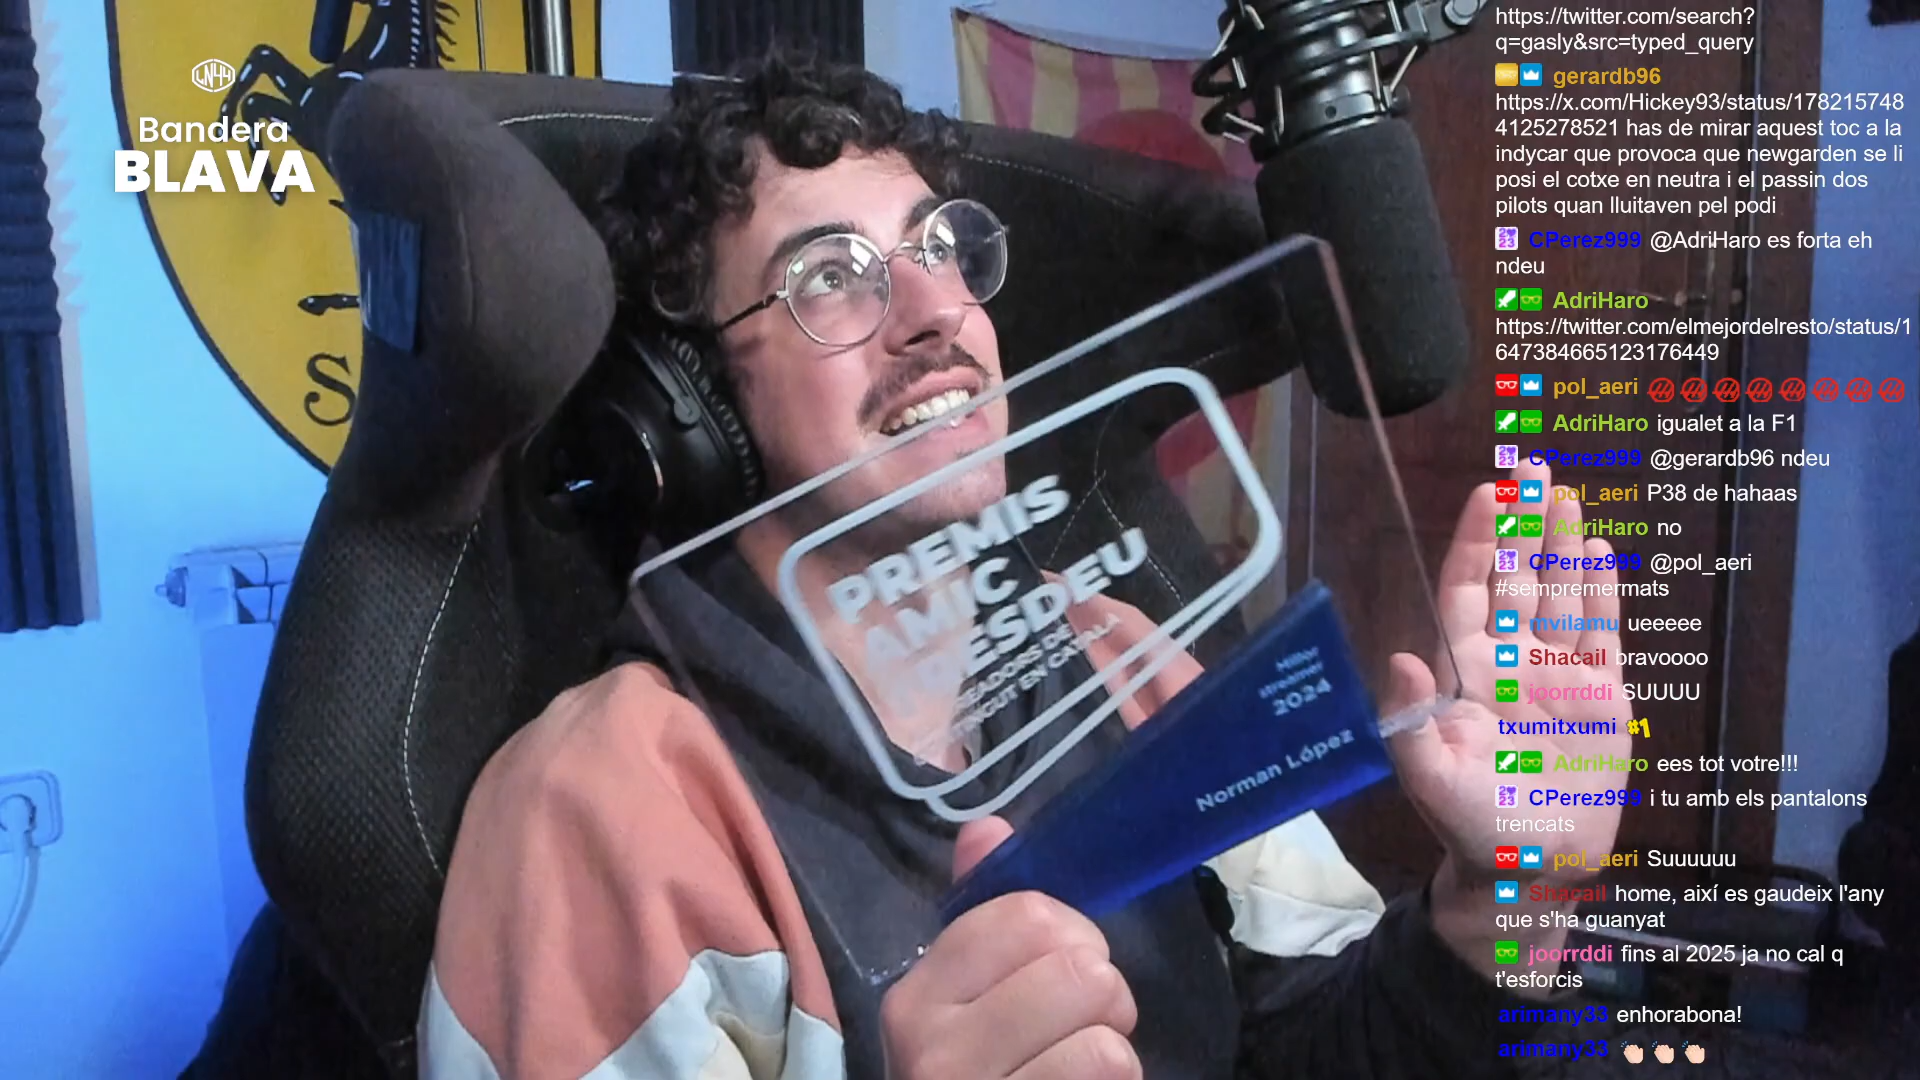 LN44
Bandera
BLAVA
S
PREMIS
AMIC
CREADORS DE
CONTINGUT EN CATALÀ
Millor
streamer
2024
Norman López
https://twitter.com/search?
q=gasly&src=typed_query
gerardb96
https://x.com/Hickey93/status/178215748
4125278521 has de mirar aquest toc a la
indycar que provoca que newgarden se li
posi el cotxe en neutra i el passin dos
pilots quan lluitaven pel podi
CPerez999 @AdriHaro es forta eh
ndeu
AdriHaro
https://twitter.com/elmejordelresto/status/1
647384665123176449
pol_aeri
AdriHaro igualet a la F1
CPerez999 @gerardb96 ndeu
pol_aeri P38 de hahaas
AdriHaro no
CPerez999 @pol_aeri
#sempremermats
mvilamu ueeeee
Shacail bravoooo
joorrddi SUUUU
txumitxumi #1
AdriHaro ees tot votre!!!
CPerez999 i tu amb els pantalons
trencats
pol_aeri Suuuuuu
Shacail home, així es gaudeix l'any
que s'ha guanyat
joorrddi fins al 2025 ja no cal q
t'esforcis
arimany33 enhorabona!
arimany33 👏🏻 👏🏻 👏🏻